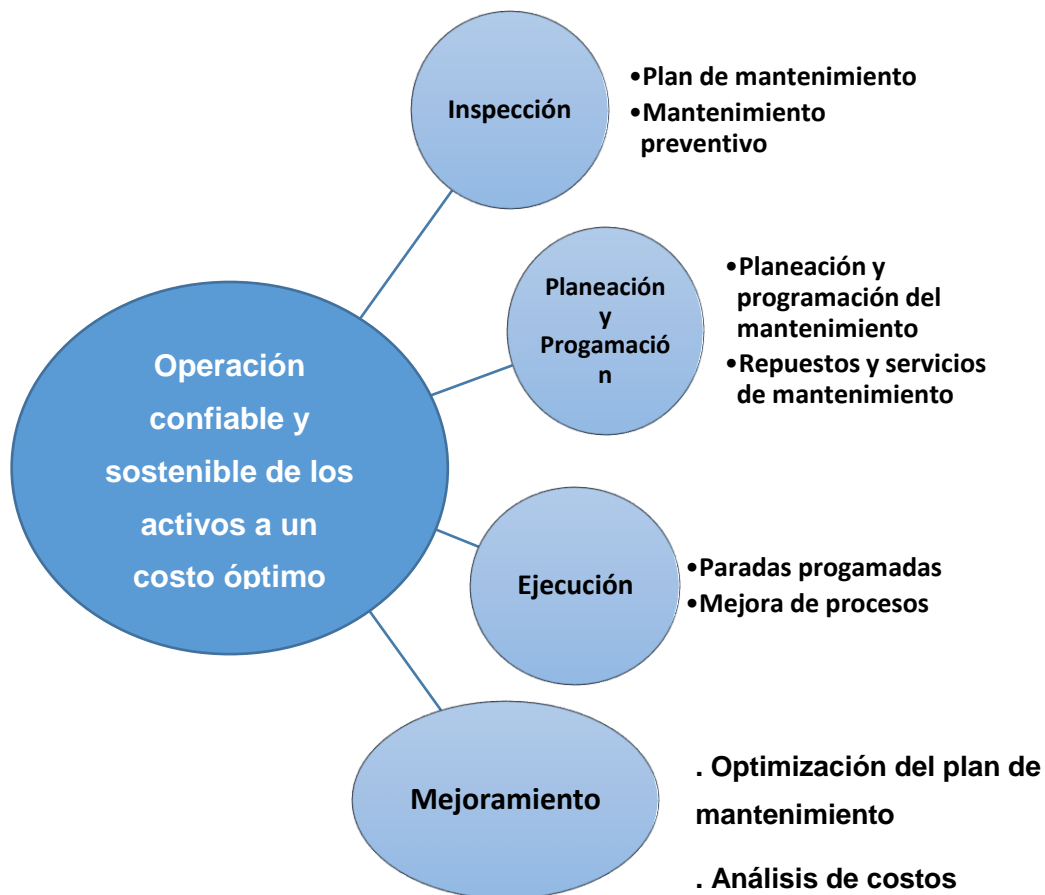 Inspección
•Plan de mantenimiento
•Mantenimiento
preventivo
Planeación
y
Progamació
n
•Planeación y
programación del
mantenimiento
•Repuestos y servicios
de mantenimiento
Operación
confiable y
sostenible de los
activos a un
costo óptimo
Ejecución
•Paradas progamadas
•Mejora de procesos
Mejoramiento
. Optimización del plan de
mantenimiento
. Análisis de costos